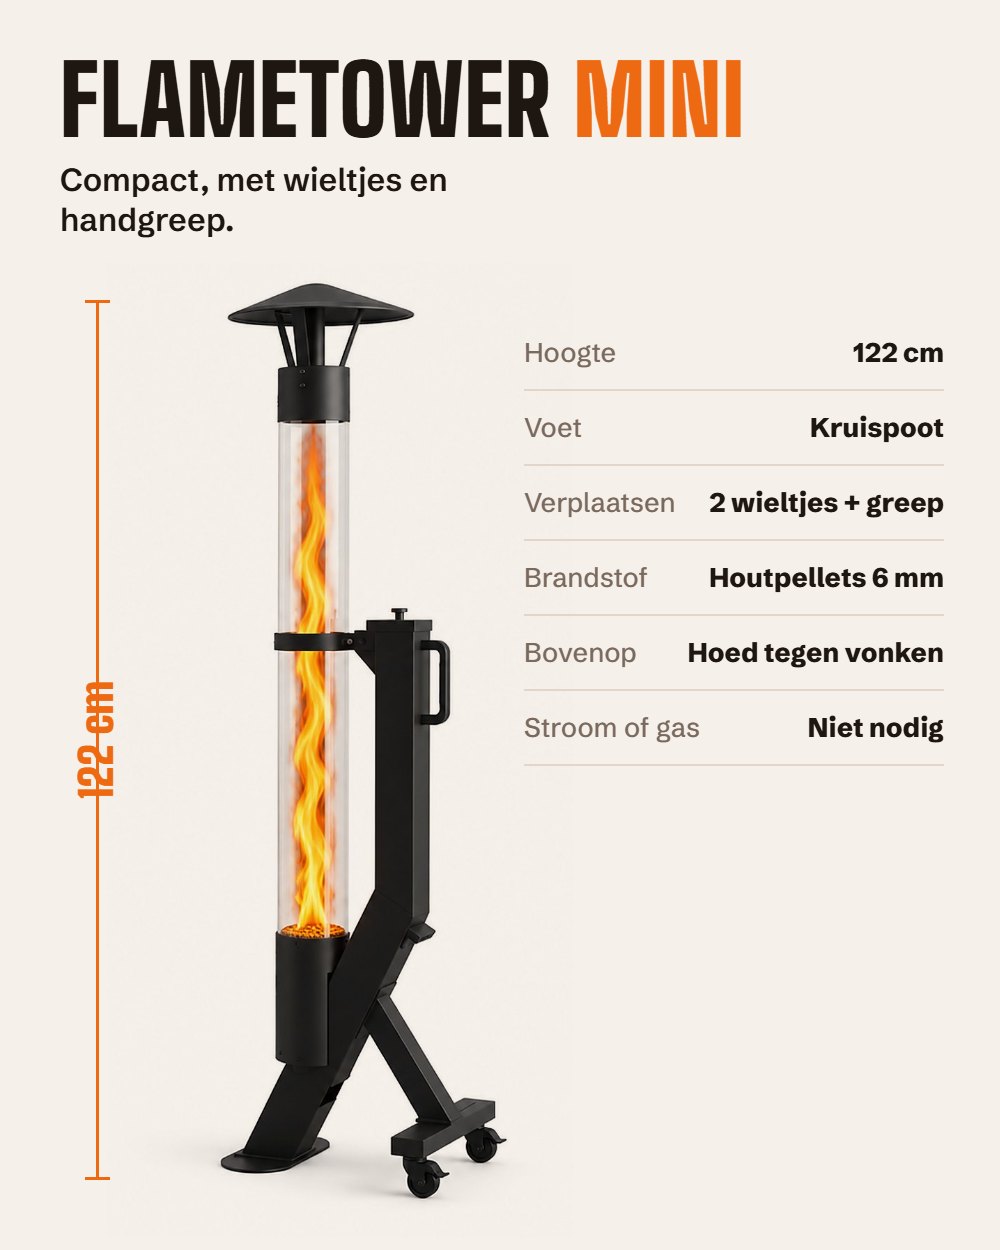 FLAMETOWER MINI
Compact, met wieltjes en
handgreep.
122 cm
Hoogte 122 cm
Voet Kruispoot
Verplaatsen 2 wieltjes + greep
Brandstof Houtpellets 6 mm
Bovenop Hoed tegen vonken
Stroom of gas Niet nodig